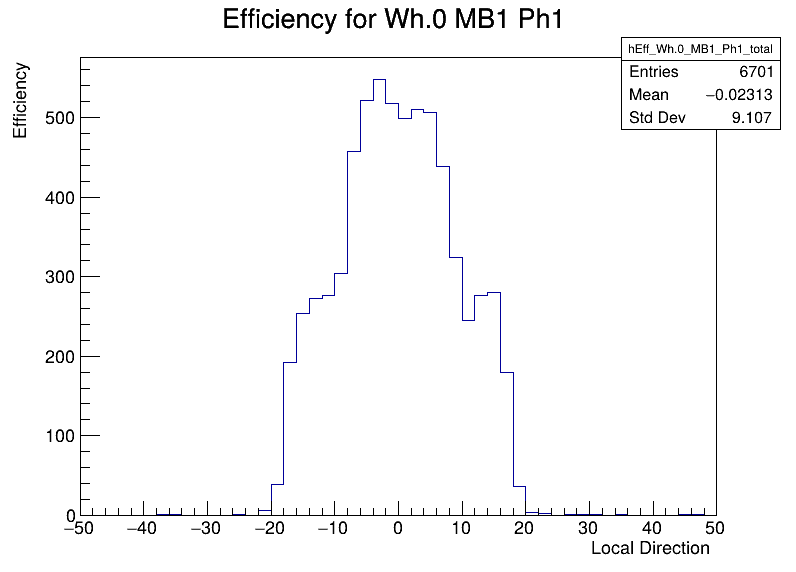 Efficiency for Wh.0 MB1 Ph1
hEff_Wh.0_MB1_Ph1_total
Entries 6701
Mean −0.02313
Std Dev 9.107
Efficiency
500
400
300
200
100
0
−50 −40 −30 −20 −10 0 10 20 30 40 50
Local Direction